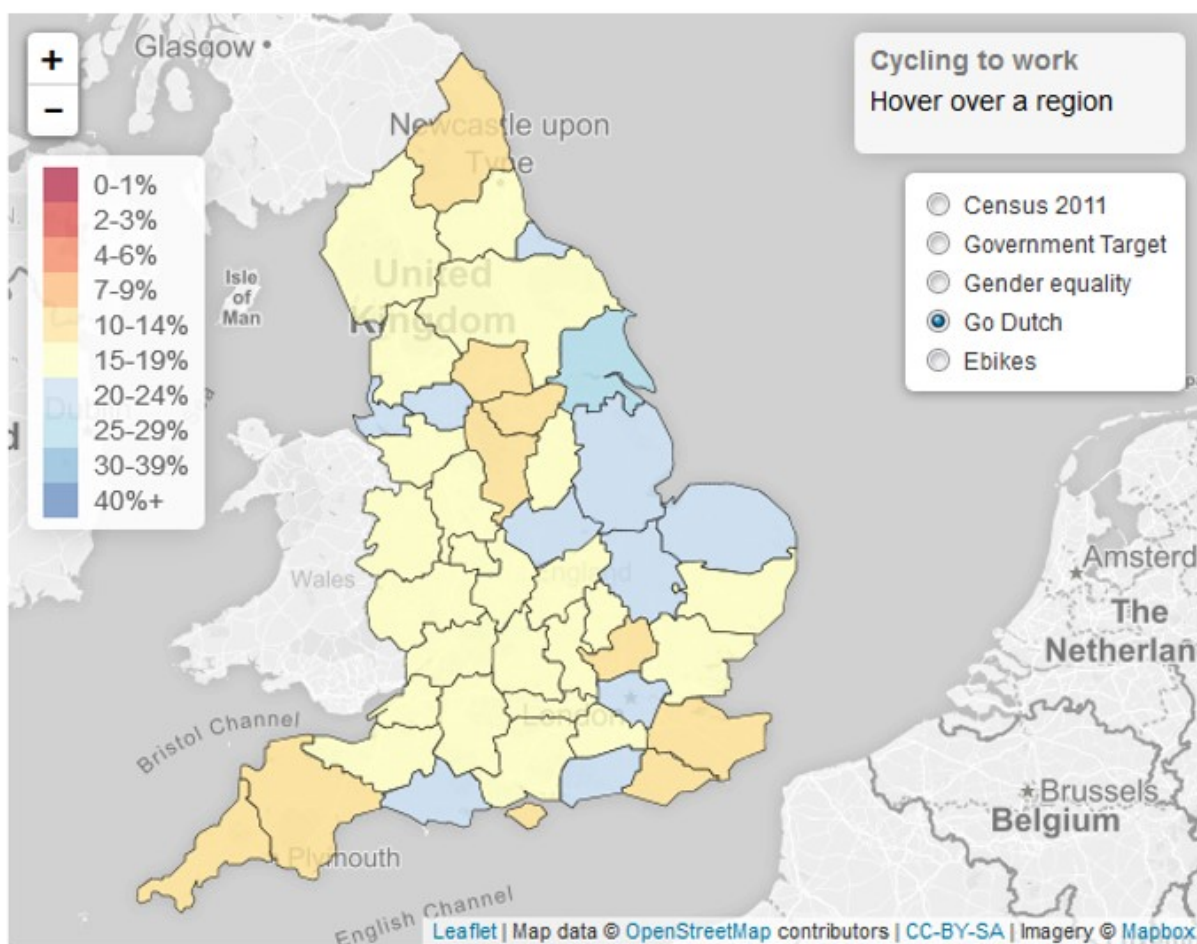 Glasgow
+
−
Cycling to work
Hover over a region
Newcastle upon
Tyne
0-1%
2-3%
4-6%
7-9%
10-14%
15-19%
20-24%
25-29%
30-39%
40%+
Census 2011
Government Target
Gender equality
Go Dutch
Ebikes
Isle
of
Man
United
Kingdom
Dublin
Wales
England
London
Amsterd
The
Netherlan
Bristol Channel
Brussels
Belgium
Plymouth
English Channel
Leaflet | Map data © OpenStreetMap contributors | CC-BY-SA | Imagery © Mapbox